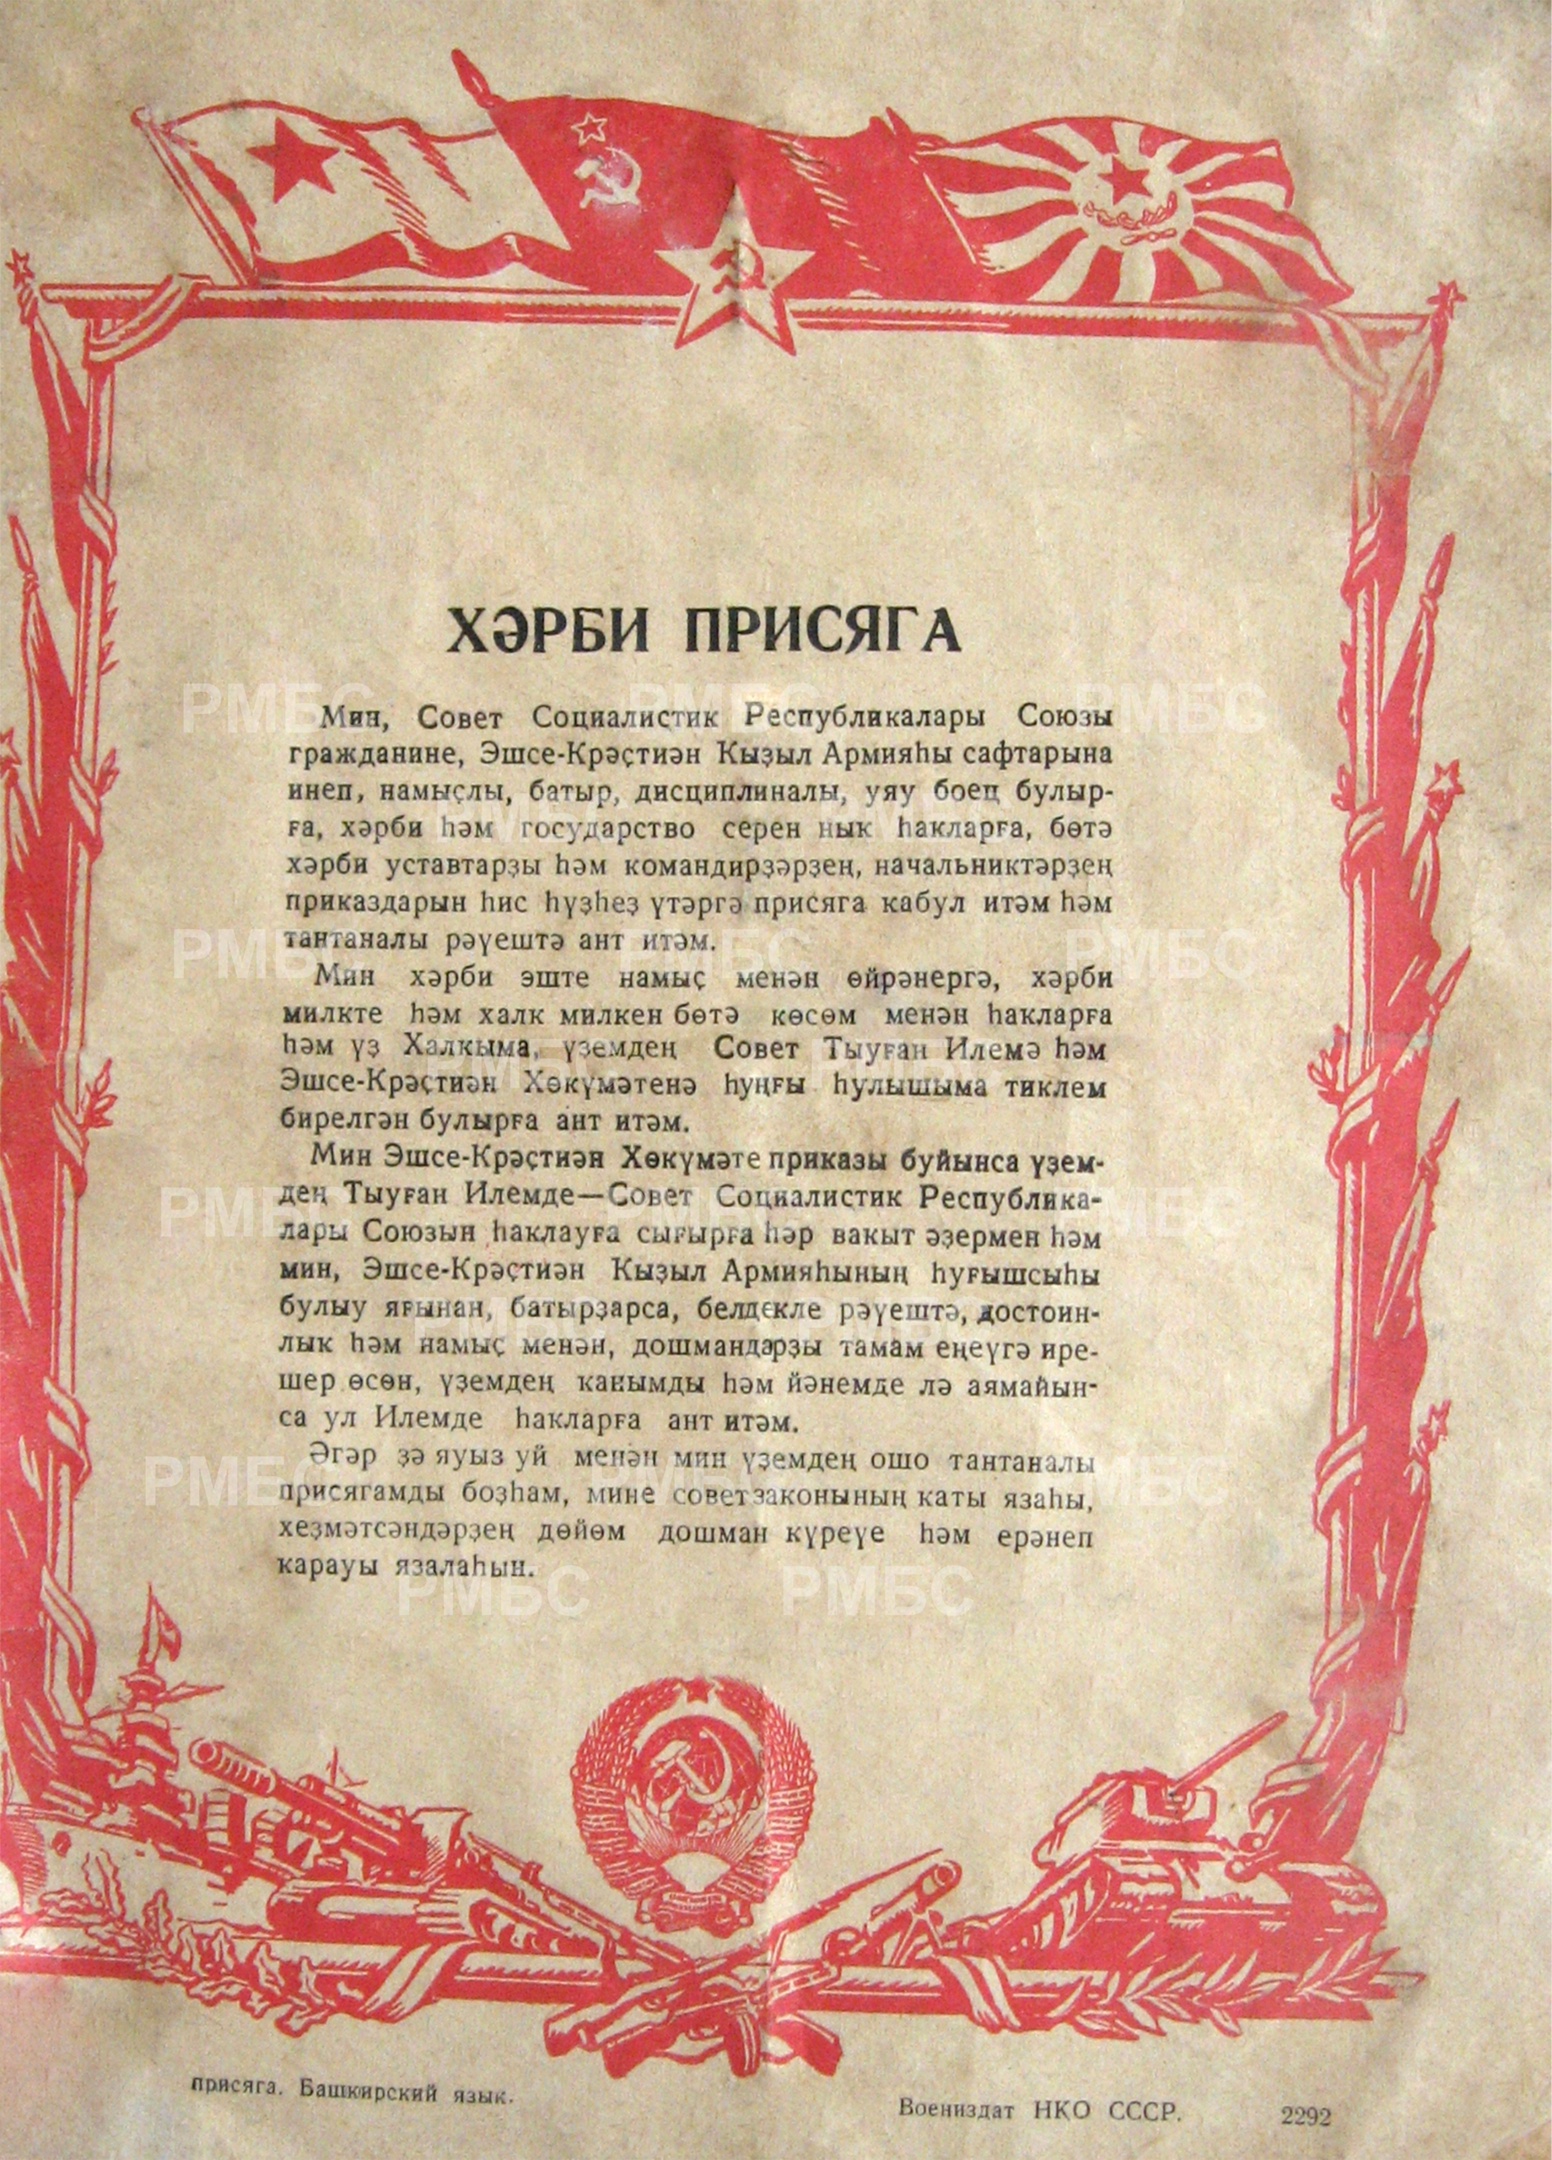 ХӘРБИ ПРИСЯГА
Мин, Совет Социалистик Республикалары Союзы
гражданине, Эшсе-Крәҫтиән Кыҙыл Армияһы сафтарына
инеп, намыҫлы, батыр, дисциплиналы, уяу боец булыр-
ға, хәрби һәм государство серен нык һакларға, бөтә
хәрби уставтарҙы һәм командирҙәрҙең, начальниктәрҙең
приказдарын һис һүҙһеҙ үтәргә присяга кабул итәм һәм
тантаналы рәүештә ант итәм.
Мин хәрби эште намыҫ менән өйрәнергә, хәрби
милкте һәм халк милкен бөтә көсөм менән һакларға
һәм үҙ Халкыма, үземдең Совет Тыуған Илемә һәм
Эшсе-Крәҫтиән Хөкүмәтенә һуңғы һулышыма тиклем
бирелгән булырға ант итәм.
Мин Эшсе-Крәҫтиән Хөкүмәте приказы буйынса үҙем-
дең Тыуған Илемде—Совет Социалистик Республика-
лары Союзын һаклауға сығырға һәр вакыт әҙермен һәм
мин, Эшсе-Крәҫтиән Кыҙыл Армияһының һуғышсыһы
булыу яғынан, батырҙарса, белдекле рәүештә, достоин-
лык һәм намыҫ менән, дошмандарҙы тамам еңеүгә ире-
шер өсөн, үҙемдең канымды һәм йәнемде лә аямайын-
са ул Илемде һакларға ант итәм.
Әгәр ҙә яуыз уй менән мин үҙемдең ошо тантаналы
присягамды боҙһам, мине совет законының каты язаһы,
хеҙмәтсәндәрҙең дөйөм дошман күреүе һәм ерәнеп
карауы язалаһын.
присяга. Башкирский язык.
Воениздат НКО СССР. 2292
РМБС